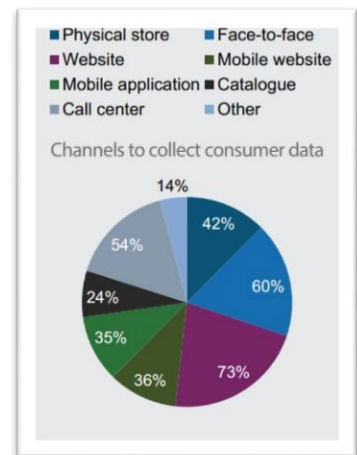 Physical store Face-to-face
Website Mobile website
Mobile application Catalogue
Call center Other
Channels to collect consumer data
14%
42%
54%
60%
24%
35%
36%
73%